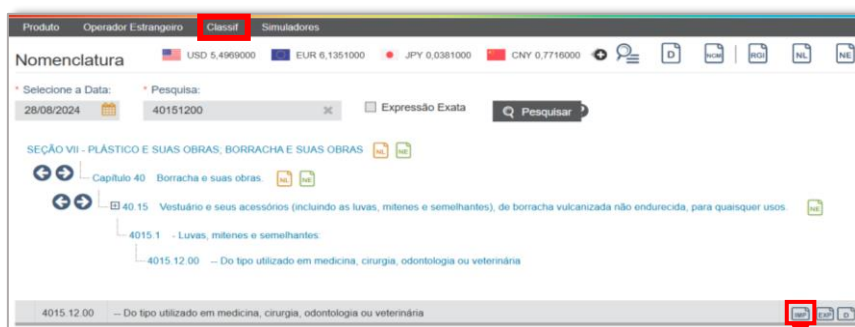 Produto Operador Estrangeiro Classif Simuladores
Nomenclatura USD 5,4969000 EUR 6,1351000 JPY 0,0381000 CNY 0,7716000 D NCM RGI NL NE
* Selecione a Data: * Pesquisa:
28/08/2024 40151200 Expressão Exata Pesquisar
SEÇÃO VII - PLÁSTICO E SUAS OBRAS; BORRACHA E SUAS OBRAS NL NE
Capítulo 40 Borracha e suas obras. NL NE
40.15 Vestuário e seus acessórios (incluindo as luvas, mitenes e semelhantes), de borracha vulcanizada não endurecida, para quaisquer usos. NE
4015.1 - Luvas, mitenes e semelhantes:
4015.12.00 -- Do tipo utilizado em medicina, cirurgia, odontologia ou veterinária
4015.12.00 -- Do tipo utilizado em medicina, cirurgia, odontologia ou veterinária IMP EXP D